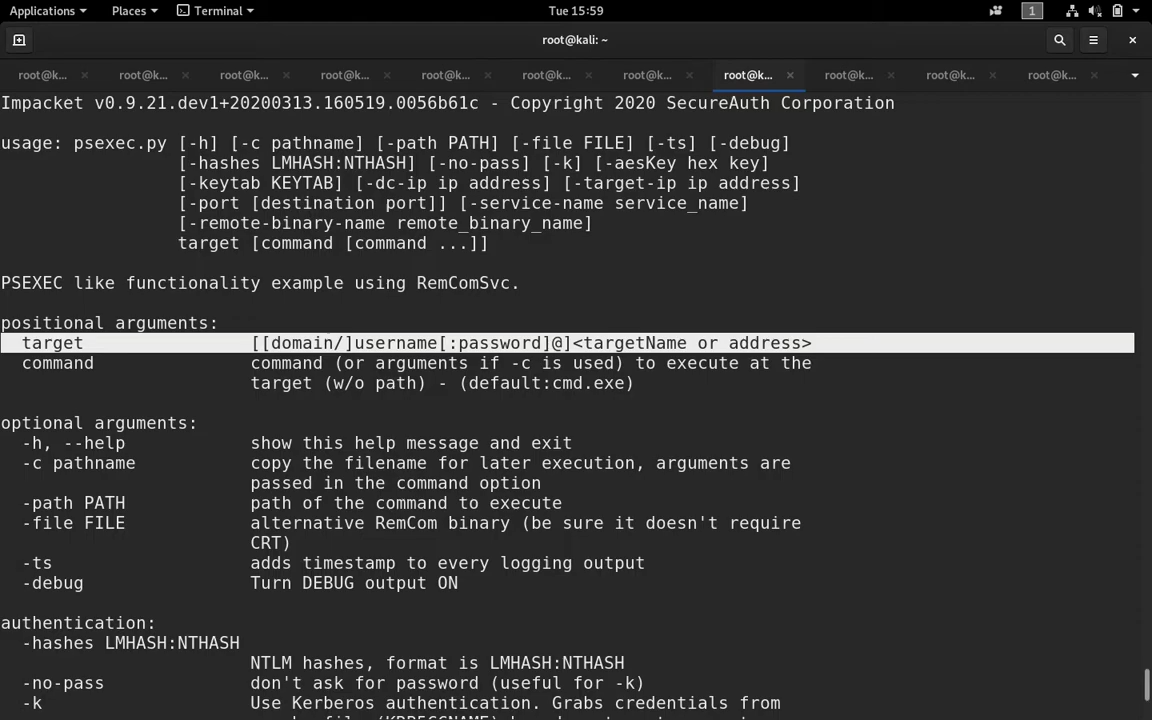 Applications Places Terminal Tue 15:59 1
root@kali: ~
root@k... root@k... root@k... root@k... root@k... root@k... root@k... root@k... root@k... root@k... root@k...
Impacket v0.9.21.dev1+20200313.160519.0056b61c - Copyright 2020 SecureAuth Corporation
usage: psexec.py [-h] [-c pathname] [-path PATH] [-file FILE] [-ts] [-debug]
[-hashes LMHASH:NTHASH] [-no-pass] [-k] [-aesKey hex key]
[-keytab KEYTAB] [-dc-ip ip address] [-target-ip ip address]
[-port [destination port]] [-service-name service_name]
[-remote-binary-name remote_binary_name]
target [command [command ...]]
PSEXEC like functionality example using RemComSvc.
positional arguments:
target [[domain/]username[:password]@]<targetName or address>
command command (or arguments if -c is used) to execute at the
target (w/o path) - (default:cmd.exe)
optional arguments:
-h, --help show this help message and exit
-c pathname copy the filename for later execution, arguments are
passed in the command option
-path PATH path of the command to execute
-file FILE alternative RemCom binary (be sure it doesn't require
CRT)
-ts adds timestamp to every logging output
-debug Turn DEBUG output ON
authentication:
-hashes LMHASH:NTHASH
NTLM hashes, format is LMHASH:NTHASH
-no-pass don't ask for password (useful for -k)
-k Use Kerberos authentication. Grabs credentials from